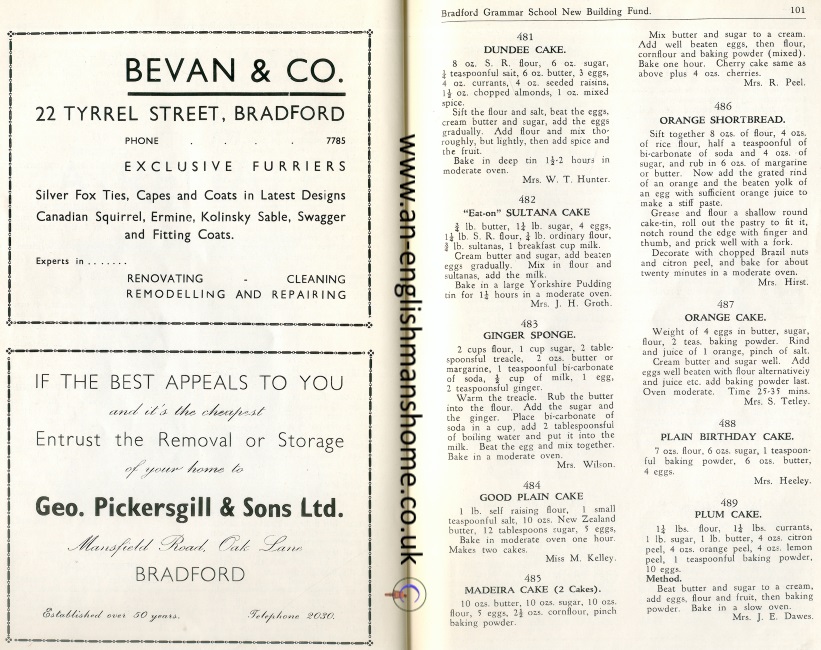 BEVAN & CO.
22 TYRREL STREET, BRADFORD
PHONE . . . . 7785
EXCLUSIVE FURRIERS
Silver Fox Ties, Capes and Coats in Latest Designs
Canadian Squirrel, Ermine, Kolinsky Sable, Swagger
and Fitting Coats.
Experts in .......
RENOVATING - CLEANING
REMODELLING AND REPAIRING
IF THE BEST APPEALS TO YOU
and it's the cheapest
Entrust the Removal or Storage
of your home to
Geo. Pickersgill & Sons Ltd.
Mansfield Road, Oak Lane
BRADFORD
Established over 50 years. Telephone 2030.
www.an-englishmanshome.co.uk
Bradford Grammar School New Building Fund. 101
481
DUNDEE CAKE.
8 oz. S. R. flour, 6 oz. sugar,
¼ teaspoonful salt, 6 oz. butter, 3 eggs,
4 oz. currants, 4 oz. seeded raisins,
1½ oz. chopped almonds, 1 oz. mixed
spice.
Sift the flour and salt, beat the eggs,
cream butter and sugar, add the eggs
gradually. Add flour and mix tho-
roughly, but lightly, then add spice and
the fruit.
Bake in deep tin 1½-2 hours in
moderate oven.
Mrs. W. T. Hunter.
482
"Eat-on" SULTANA CAKE
¾ lb. butter, 1¼ lb. sugar, 4 eggs,
1½ lb. S. R. flour, ¼ lb. ordinary flour,
¾ lb. sultanas, 1 breakfast cup milk.
Cream butter and sugar, add beaten
eggs gradually. Mix in flour and
sultanas, add the milk.
Bake in a large Yorkshire Pudding
tin for 1¼ hours in a moderate oven.
Mrs. J. H. Groth.
483
GINGER SPONGE.
2 cups flour, 1 cup sugar, 2 table-
spoonsful treacle, 2 ozs. butter or
margarine, 1 teaspoonful bi-carbonate
of soda, ½ cup of milk, 1 egg,
2 teaspoonsful ginger.
Warm the treacle. Rub the butter
into the flour. Add the sugar and
the ginger. Place bi-carbonate of
soda in a cup, add 2 tablespoonsful
of boiling water and put it into the
milk. Beat the egg and mix together.
Bake in a moderate oven.
Mrs. Wilson.
484
GOOD PLAIN CAKE
1 lb. self raising flour, 1 small
teaspoonful salt, 10 ozs. New Zealand
butter, 12 tablespoons sugar, 5 eggs,
Bake in moderate oven one hour.
Makes two cakes.
Miss M. Kelley.
485
MADEIRA CAKE (2 Cakes).
10 ozs. butter, 10 ozs. sugar, 10 ozs.
flour, 5 eggs, 2½ ozs. cornflour, pinch
baking powder.
Mix butter and sugar to a cream.
Add well beaten eggs, then flour,
cornflour and baking powder (mixed).
Bake one hour. Cherry cake same as
above plus 4 ozs. cherries.
Mrs. R. Peel.
486
ORANGE SHORTBREAD.
Sift together 8 ozs. of flour, 4 ozs.
of rice flour, half a teaspoonful of
bi-carbonate of soda and 4 ozs. of
sugar, and rub in 6 ozs. of margarine
or butter. Now add the grated rind
of an orange and the beaten yolk of
an egg with sufficient orange juice to
make a stiff paste.
Grease and flour a shallow round
cake-tin, roll out the pastry to fit it,
notch round the edge with finger and
thumb, and prick well with a fork.
Decorate with chopped Brazil nuts
and citron peel, and bake for about
twenty minutes in a moderate oven.
Mrs. Hirst.
487
ORANGE CAKE.
Weight of 4 eggs in butter, sugar,
flour, 2 teas. baking powder. Rind
and juice of 1 orange, pinch of salt.
Cream butter and sugar well. Add
eggs well beaten with flour alternatively
and juice etc. add baking powder last.
Oven moderate. Time 25-35 mins.
Mrs. S. Tetley.
488
PLAIN BIRTHDAY CAKE.
7 ozs. flour, 6 ozs. sugar, 1 teaspoon-
ful baking powder, 6 ozs. butter,
4 eggs.
Mrs. Heeley.
489
PLUM CAKE.
1¼ lbs. flour, 1¼ lbs. currants,
1 lb. sugar, 1 lb. butter, 4 ozs. citron
peel, 4 ozs. orange peel, 4 ozs. lemon
peel, 1 teaspoonful baking powder,
10 eggs.
Method.
Beat butter and sugar to a cream,
add eggs, flour and fruit, then baking
powder. Bake in a slow oven.
Mrs. J. E. Dawes.